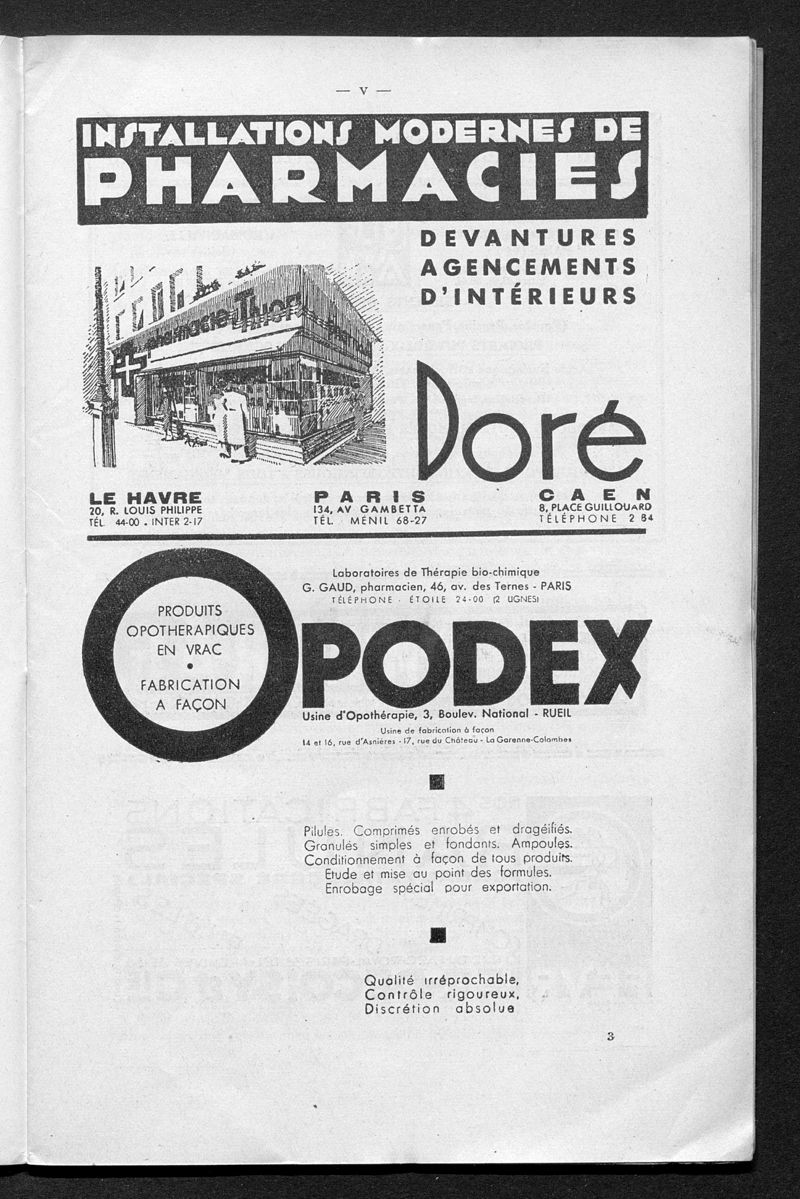 — V —
INSTALLATIONS MODERNES DE
PHARMACIES
DEVANTURES
AGENCEMENTS
D'INTÉRIEURS
pharmacie Thuon
Doré
LE HAVRE
20, R. LOUIS PHILIPPE
TÉL. 44-00 . INTER 2-17
PARIS
134, AV GAMBETTA
TÉL. MÉNIL 68-27
CAEN
8, PLACE GUILLOUARD
TÉLÉPHONE 2 84
Laboratoires de Thérapie bio-chimique
G. GAUD, pharmacien, 46, av. des Ternes - PARIS
TÉLÉPHONE - ÉTOILE 24-00 (2 LIGNES)
OPODEX
PRODUITS
OPOTHERAPIQUES
EN VRAC
•
FABRICATION
A FAÇON
Usine d'Opothérapie, 3, Boulev. National - RUEIL
Usine de fabrication à façon
14 et 16, rue d'Asnières - 17, rue du Château - La Garenne-Colombes
Pilules. Comprimés enrobés et dragéifiés.
Granulés simples et fondants. Ampoules.
Conditionnement à façon de tous produits.
Etude et mise au point des formules.
Enrobage spécial pour exportation.
Qualité irréprochable,
Contrôle rigoureux,
Discrétion absolue
3